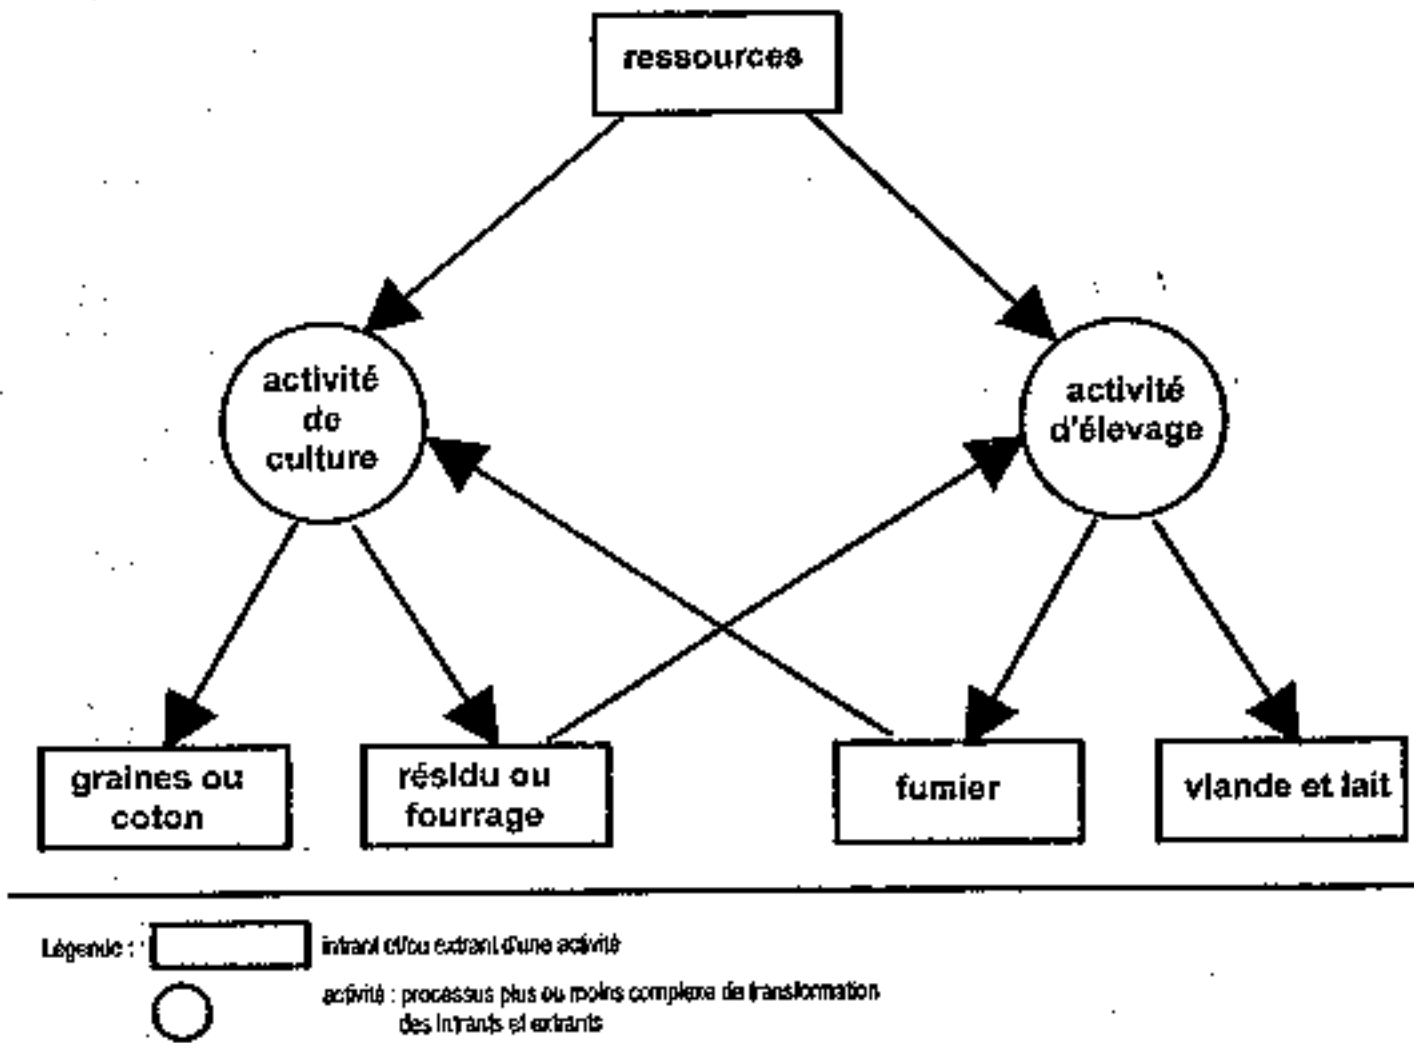 ressources
activité
de
culture
activité
d'élevage
graines ou
coton
résidu ou
fourrage
fumier
viande et lait
Légende :
intrant et/ou extrant d'une activité
activité : processus plus ou moins complexe de transformation
des intrants et extrants